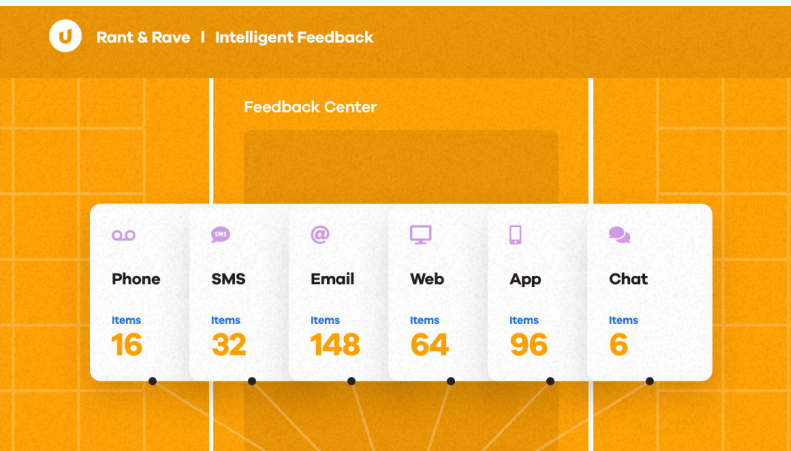 Rant & Rave | Intelligent Feedback
Feedback Center
SMS
Phone
SMS
Email
Web
App
Chat
Items
Items
Items
Items
Items
Items
16
32
148
64
96
6